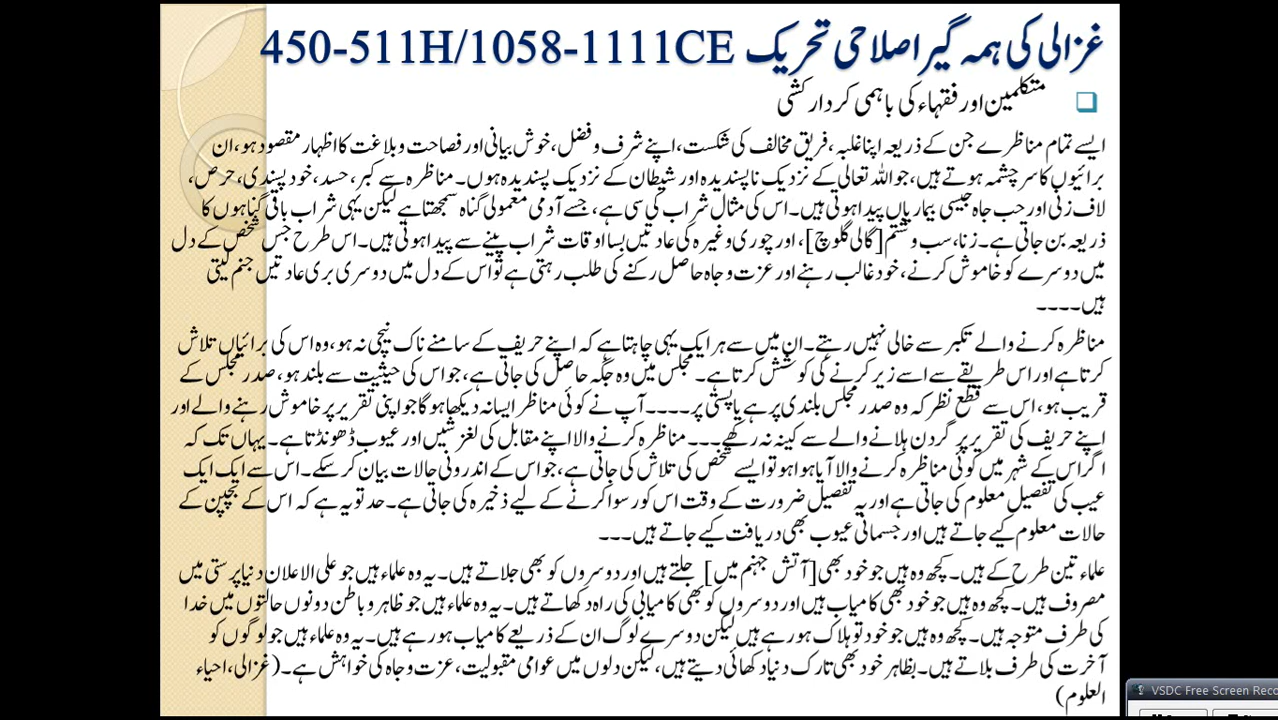 غزالی کی ہمہ گیر اصلاحی تحریک 450-511H/1058-1111CE
متکلمین اور فقہاء کی باہمی کردار کشی
ایسے تمام مناظرے جن کے ذریعہ اپنا غلبہ، فریق مخالف کی شکست، اپنے شرف و فضل، خوش بیانی اور فصاحت و بلاغت کا اظہار مقصود ہو، ان
برائیوں کا سرچشمہ ہوتے ہیں، جو اللہ تعالی کے نزدیک ناپسندیدہ اور شیطان کے نزدیک پسندیدہ ہوں۔ مناظرہ سے کبر، حسد، خود پسندی، حرص،
لاف زنی اور حب جاہ جیسی بیماریاں پیدا ہوتی ہیں۔ اس کی مثال شراب کی سی ہے، جسے آدمی معمولی گناہ سمجھتا ہے لیکن یہی شراب باقی گناہوں کا
ذریعہ بن جاتی ہے۔ زنا، سب و شتم [گالی گلوچ]، اور چوری وغیرہ کی عادتیں بسا اوقات شراب پینے سے پیدا ہوتی ہیں۔ اس طرح جس شخص کے دل
میں دوسرے کو خاموش کرنے، خود غالب رہنے اور عزت و جاہ حاصل رکنے کی طلب رہتی ہے تو اس کے دل میں دوسری بری عادتیں جنم لیتی
ہیں۔۔۔۔
مناظرہ کرنے والے تکبر سے خالی نہیں رہتے۔ ان میں سے ہر ایک یہی چاہتا ہے کہ اپنے حریف کے سامنے ناک نیچی نہ ہو، وہ اس کی برائیاں تلاش
کرتا ہے اور اس طریقے سے اسے زیر کرنے کی کوشش کرتا ہے۔ مجلس میں وہ جگہ حاصل کی جاتی ہے، جو اس کی حیثیت سے بلند ہو، صدر مجلس کے
قریب ہو، اس سے قطع نظر کہ وہ صدر مجلس بلندی پر ہے یا پستی پر۔۔۔۔ آپ نے کوئی مناظر ایسا نہ دیکھا ہو گا جو اپنی تقریر پر خاموش رہنے والے اور
اپنے حریف کی تقریر پر گردن ہلانے والے سے کینہ نہ رکھے۔۔۔ مناظرہ کرنے والا اپنے مقابل کی لغزشیں اور عیوب ڈھونڈتا ہے۔ یہاں تک کہ
اگر اس کے شہر میں کوئی مناظرہ کرنے والا آیا ہوا ہو تو ایسے شخص کی تلاش کی جاتی ہے، جو اس کے اندرونی حالات بیان کر سکے۔ اس سے ایک ایک
عیب کی تفصیل معلوم کی جاتی ہے اور یہ تفصیل ضرورت کے وقت اس کو رسوا کرنے کے لیے ذخیرہ کی جاتی ہے۔ حد تو یہ ہے کہ اس کے بچپن کے
حالات معلوم کیے جاتے ہیں اور جسمانی عیوب بھی دریافت کیے جاتے ہیں۔۔۔
علماء تین طرح کے ہیں۔ کچھ وہ ہیں جو خود بھی [آتش جہنم میں] جلتے ہیں اور دوسروں کو بھی جلاتے ہیں۔ یہ وہ علماء ہیں جو علی الاعلان دنیا پرستی میں
مصروف ہیں۔ کچھ وہ ہیں جو خود بھی کامیاب ہیں اور دوسروں کو بھی کامیابی کی راہ دکھاتے ہیں۔ یہ وہ علماء ہیں جو ظاہر و باطن دونوں حالتوں میں خدا
کی طرف متوجہ ہیں۔ کچھ وہ ہیں جو خود تو ہلاک ہو رہے ہیں لیکن دوسرے لوگ ان کے ذریعے کامیاب ہو رہے ہیں۔ یہ وہ علماء ہیں جو لوگوں کو
آخرت کی طرف بلاتے ہیں۔ بظاہر خود بھی تارک دنیا دکھائی دیتے ہیں، لیکن دلوں میں عوامی مقبولیت، عزت و جاہ کی خواہش ہے۔ (غزالی، احیاء
العلوم)
VSDC Free Screen Reco